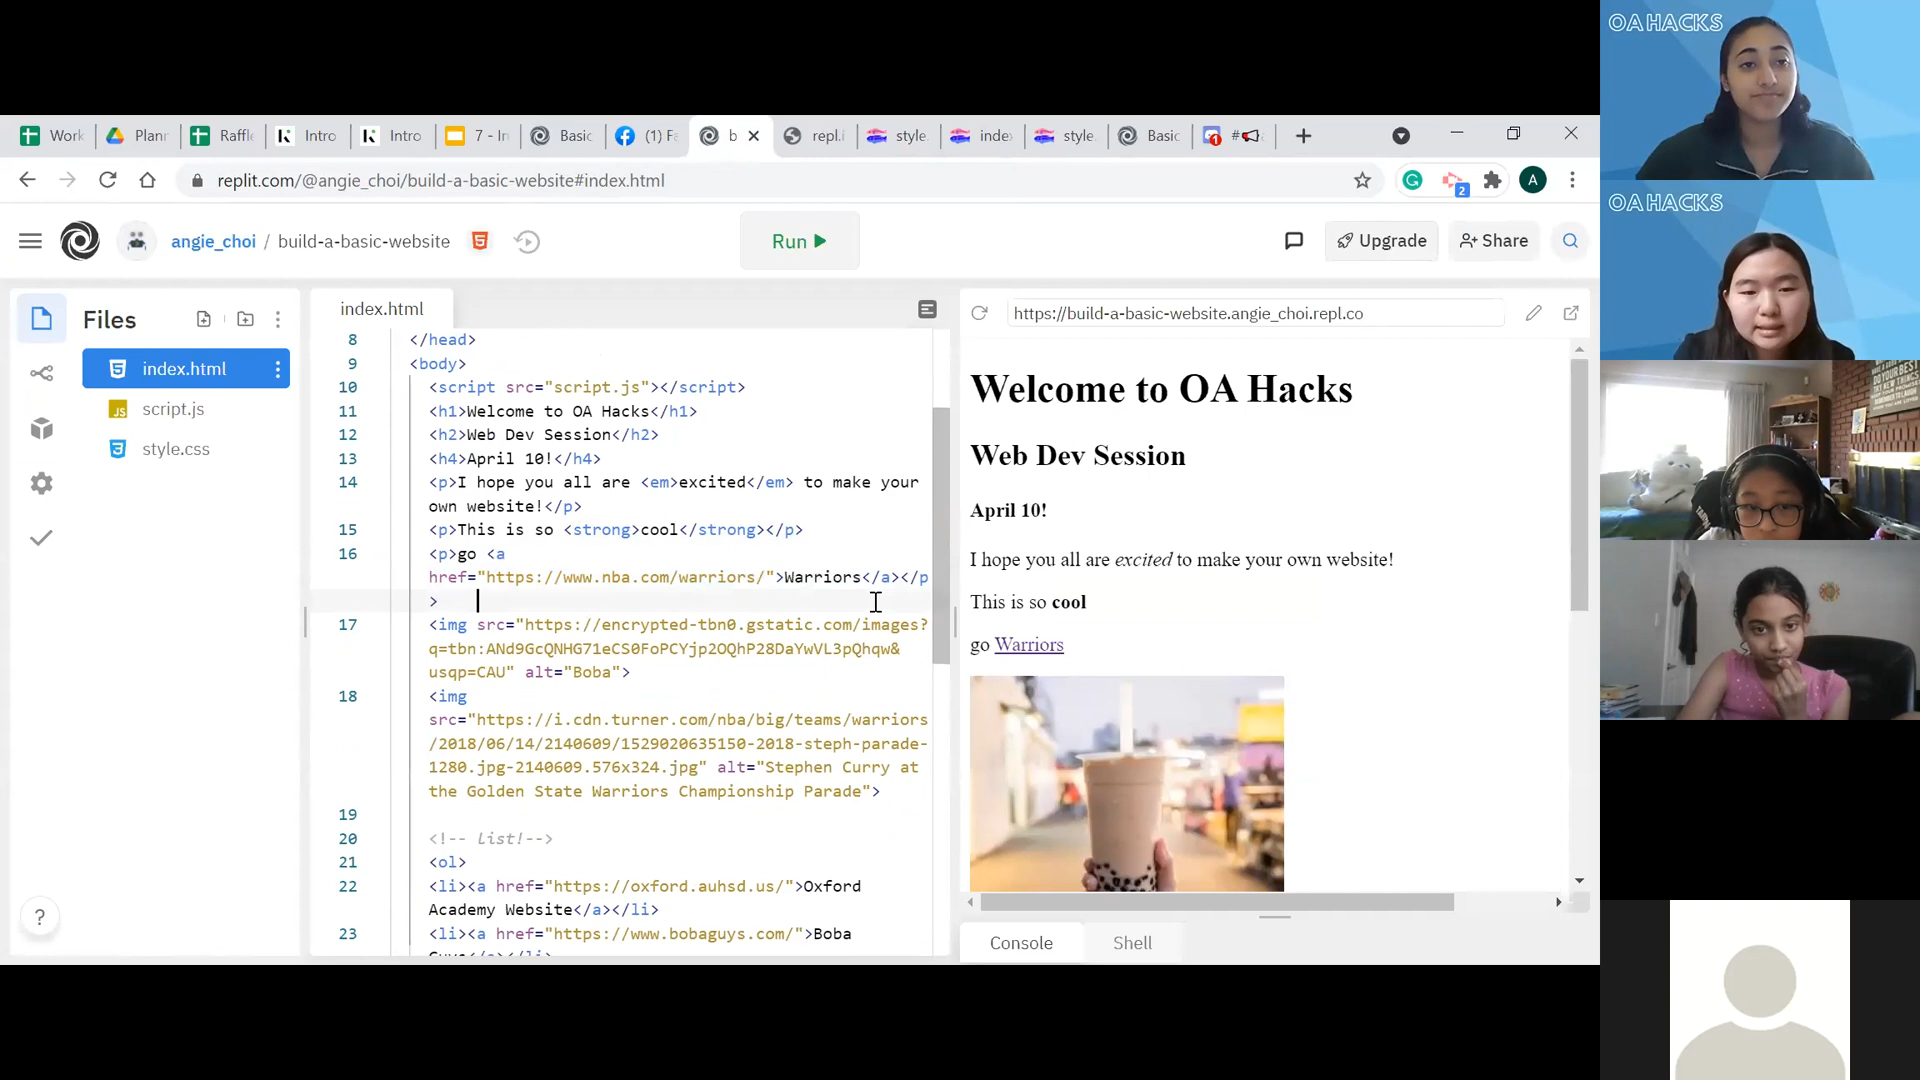 Work
Plann
Raffle
Intro
Intro
7 - In
Basic
(1) Fa
b
repl.i
style.
index
style.
Basic
1
#
replit.com/@angie_choi/build-a-basic-website#index.html
2
A
angie_choi / build-a-basic-website
Run
Upgrade
Share
Files
index.html
script.js
style.css
index.html
8 </head>
9 <body>
10 <script src="script.js"></script>
11 <h1>Welcome to OA Hacks</h1>
12 <h2>Web Dev Session</h2>
13 <h4>April 10!</h4>
14 <p>I hope you all are <em>excited</em> to make your
own website!</p>
15 <p>This is so <strong>cool</strong></p>
16 <p>go <a
href="https://www.nba.com/warriors/">Warriors</a></p
>
17 <img src="https://encrypted-tbn0.gstatic.com/images?
q=tbn:ANd9GcQNHG71eCS0FoPCYjp2OQhP28DaYwVL3pQhqw&
usqp=CAU" alt="Boba">
18 <img
src="https://i.cdn.turner.com/nba/big/teams/warriors
/2018/06/14/2140609/1529020635150-2018-steph-parade-
1280.jpg-2140609.576x324.jpg" alt="Stephen Curry at
the Golden State Warriors Championship Parade">
19
20 <!-- List!-->
21 <ol>
22 <li><a href="https://oxford.auhsd.us/">Oxford
Academy Website</a></li>
23 <li><a href="https://www.bobaguys.com/">Boba
Guys</a></li>
https://build-a-basic-website.angie_choi.repl.co
Welcome to OA Hacks
Web Dev Session
April 10!
I hope you all are excited to make your own website!
This is so cool
go Warriors
Console
Shell
?
OA HACKS
OA HACKS